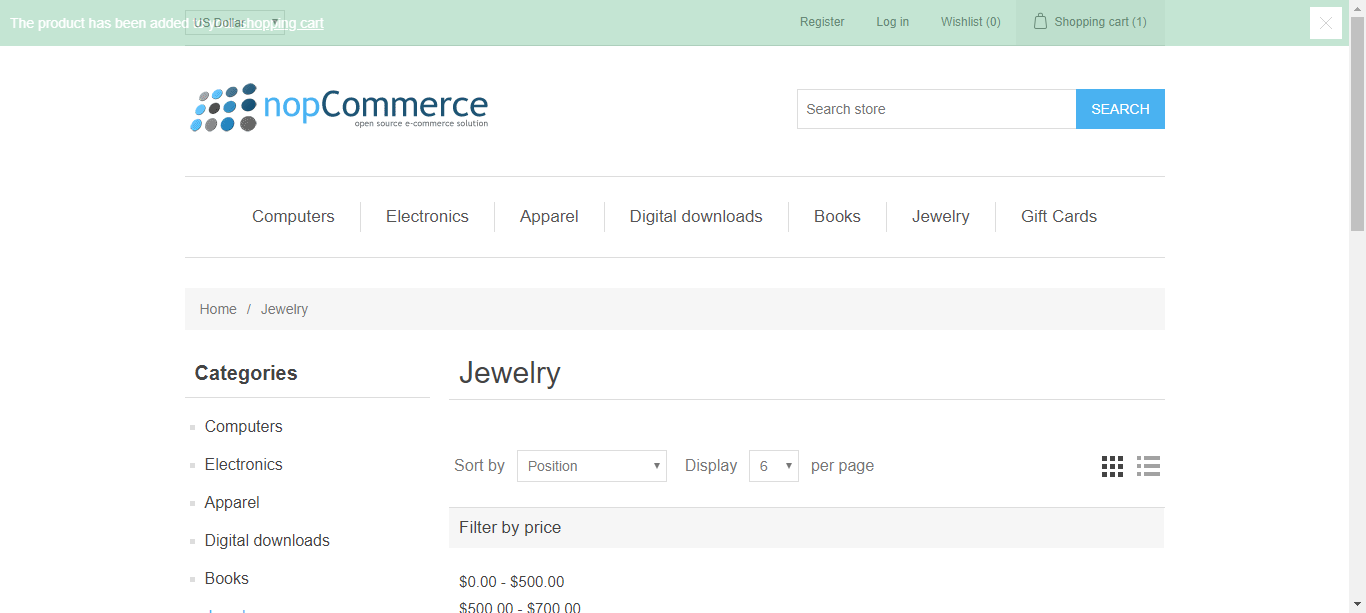 The product has been added to your shopping cart
US Dollar
Register
Log in
Wishlist (0)
Shopping cart (1)
nopCommerce
open source e-commerce solution
Search store
SEARCH
Computers
Electronics
Apparel
Digital downloads
Books
Jewelry
Gift Cards
Home / Jewelry
Categories
Jewelry
Computers
Electronics
Apparel
Digital downloads
Books
Sort by Position Display 6 per page
Filter by price
$0.00 - $500.00
$500.00 - $700.00